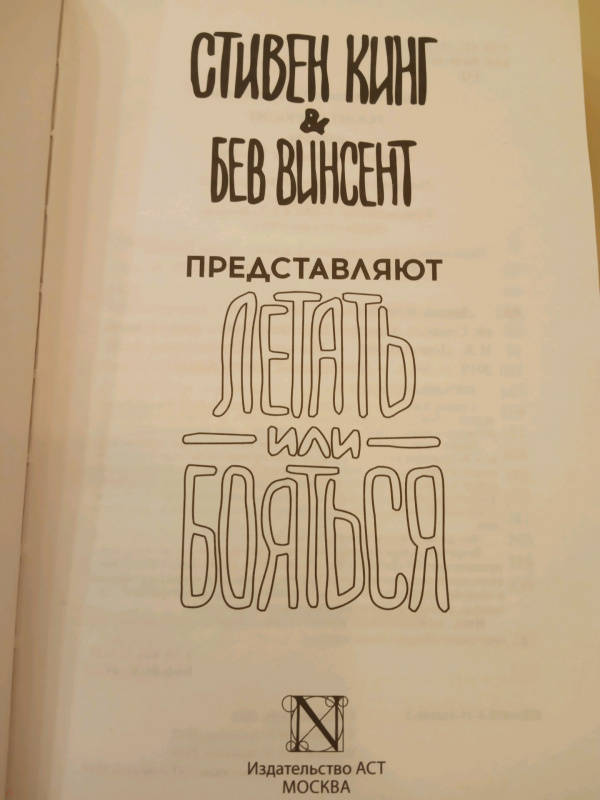 СТИВЕН КИНГ
&
БЕВ ВИНСЕНТ
ПРЕДСТАВЛЯЮТ
ЛЕТАТЬ
ИЛИ
БОЯТЬСЯ
N
Издательство АСТ
МОСКВА